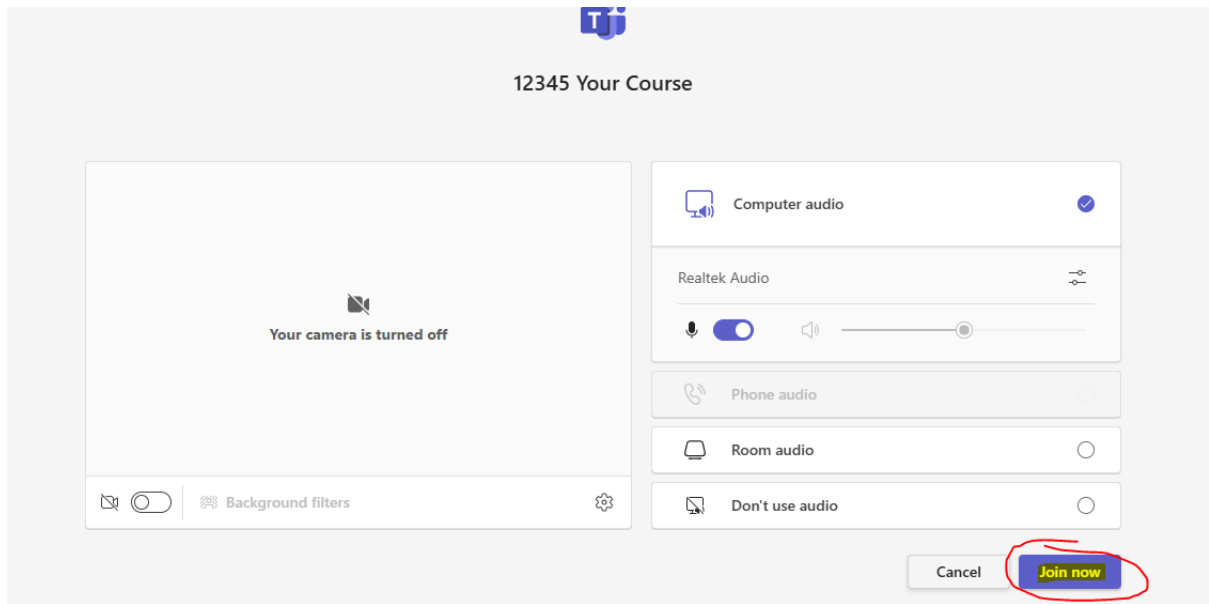 T
12345 Your Course
Computer audio
Realtek Audio
Your camera is turned off
Phone audio
Room audio
Background filters
Don't use audio
Cancel
Join now